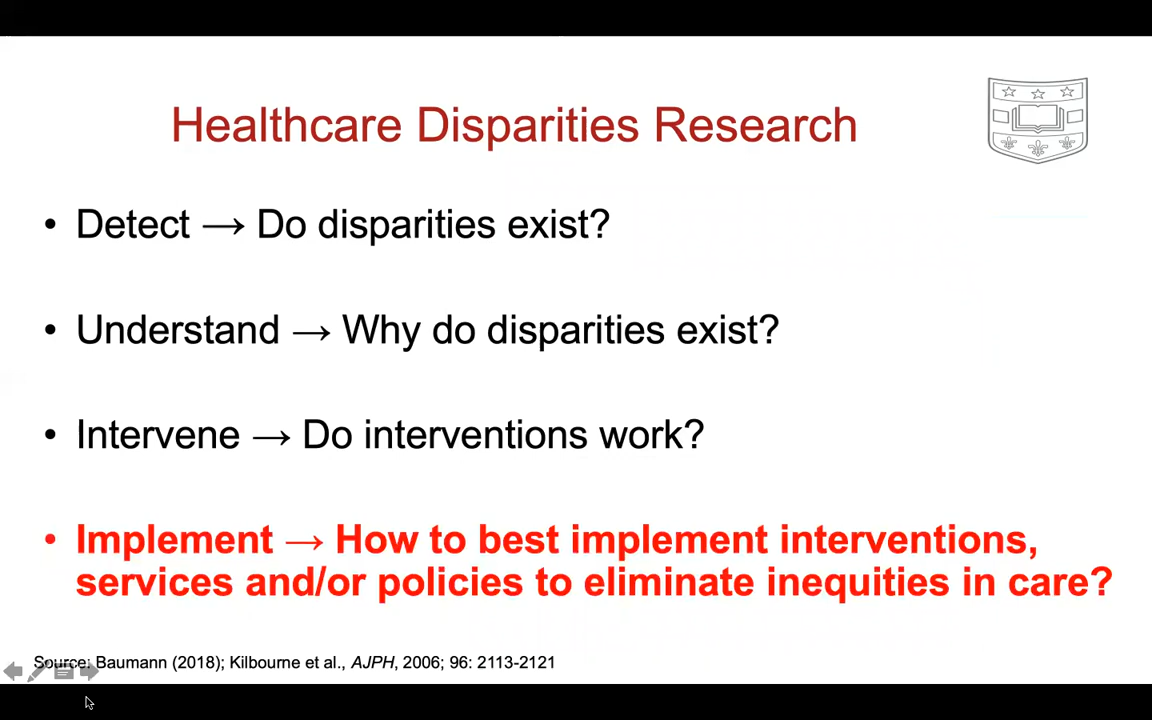 Healthcare Disparities Research
• Detect → Do disparities exist?
• Understand → Why do disparities exist?
• Intervene → Do interventions work?
• Implement → How to best implement interventions,
services and/or policies to eliminate inequities in care?
Source: Baumann (2018); Kilbourne et al., AJPH, 2006; 96: 2113-2121